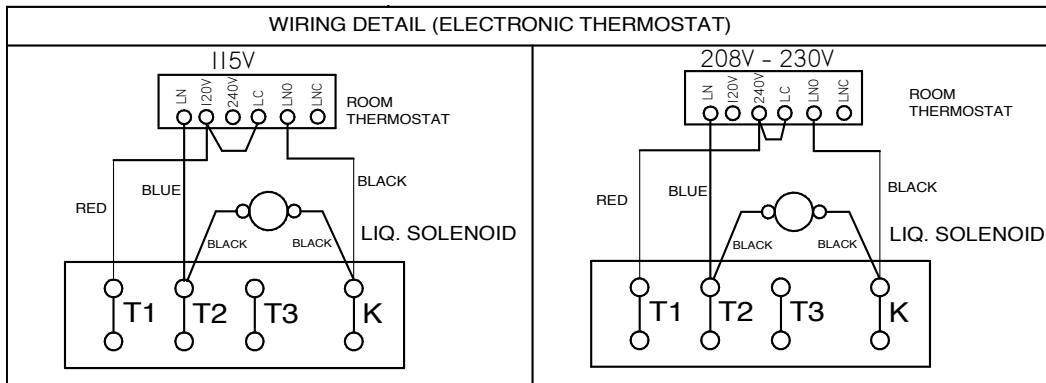 WIRING DETAIL (ELECTRONIC THERMOSTAT)
115V
LN 120V 240V LC LNO LNC
ROOM
THERMOSTAT
RED
BLUE
BLACK
BLACK
BLACK
LIQ. SOLENOID
T1 T2 T3 K
208V - 230V
LN 120V 240V LC LNO LNC
ROOM
THERMOSTAT
RED
BLUE
BLACK
BLACK
BLACK
LIQ. SOLENOID
T1 T2 T3 K